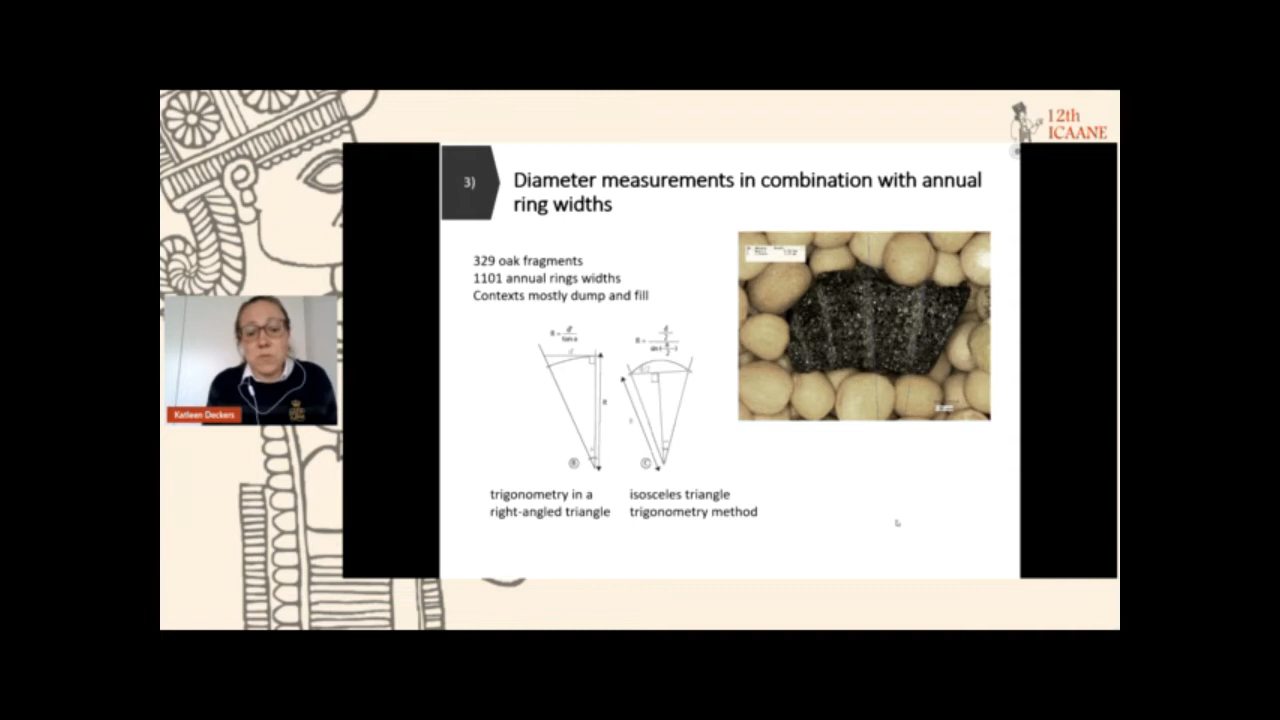 12th
ICAANE
3)
Diameter measurements in combination with annual
ring widths
329 oak fragments
1101 annual rings widths
Contexts mostly dump and fill
trigonometry in a
right-angled triangle
isosceles triangle
trigonometry method
Katleen Deckers